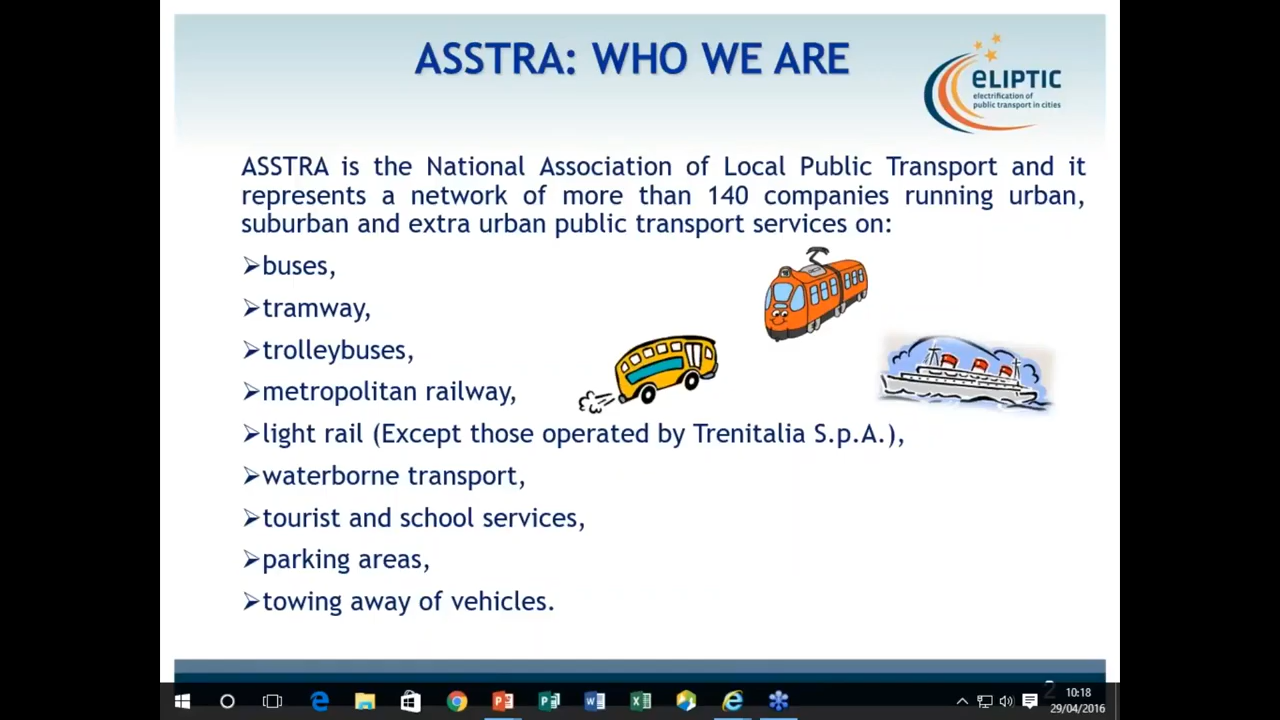 ASSTRA: WHO WE ARE
eLIPTIC
electrification of
public transport in cities
ASSTRA is the National Association of Local Public Transport and it
represents a network of more than 140 companies running urban,
suburban and extra urban public transport services on:
➢buses,
➢tramway,
➢trolleybuses,
➢metropolitan railway,
➢light rail (Except those operated by Trenitalia S.p.A.),
➢waterborne transport,
➢tourist and school services,
➢parking areas,
➢towing away of vehicles.
2
10:18
29/04/2016